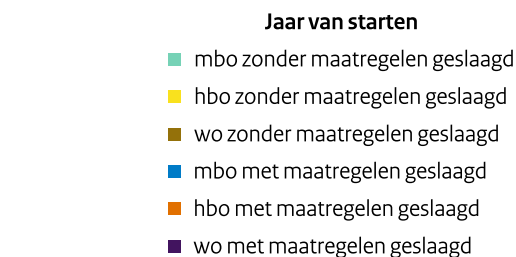 Jaar van starten
mbo zonder maatregelen geslaagd
hbo zonder maatregelen geslaagd
wo zonder maatregelen geslaagd
mbo met maatregelen geslaagd
hbo met maatregelen geslaagd
wo met maatregelen geslaagd